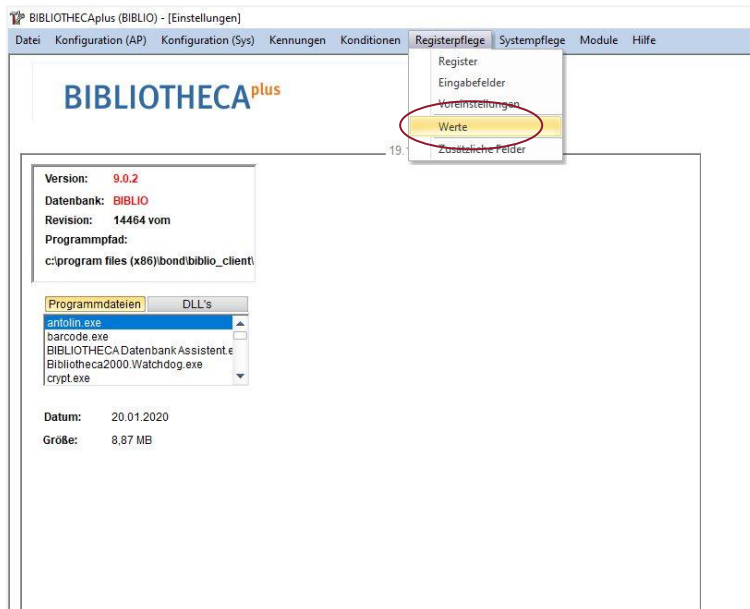 BIBLIOTHECAplus (BIBLIO) - [Einstellungen]
Datei Konfiguration (AP) Konfiguration (Sys) Kennungen Konditionen Registerpflege Systempflege Module Hilfe
Register
Eingabefelder
Voreinstellungen
Werte
Zusätzliche Felder
BIBLIOTHECAplus
19.
Version: 9.0.2
Datenbank: BIBLIO
Revision: 14464 vom
Programmpfad:
c:\program files (x86)\bond\biblio_client\
Programmdateien DLL's
antolin.exe
barcode.exe
BIBLIOTHECA Datenbank Assistent.e
Bibliotheca2000.Watchdog.exe
crypt.exe
Datum: 20.01.2020
Größe: 8,87 MB